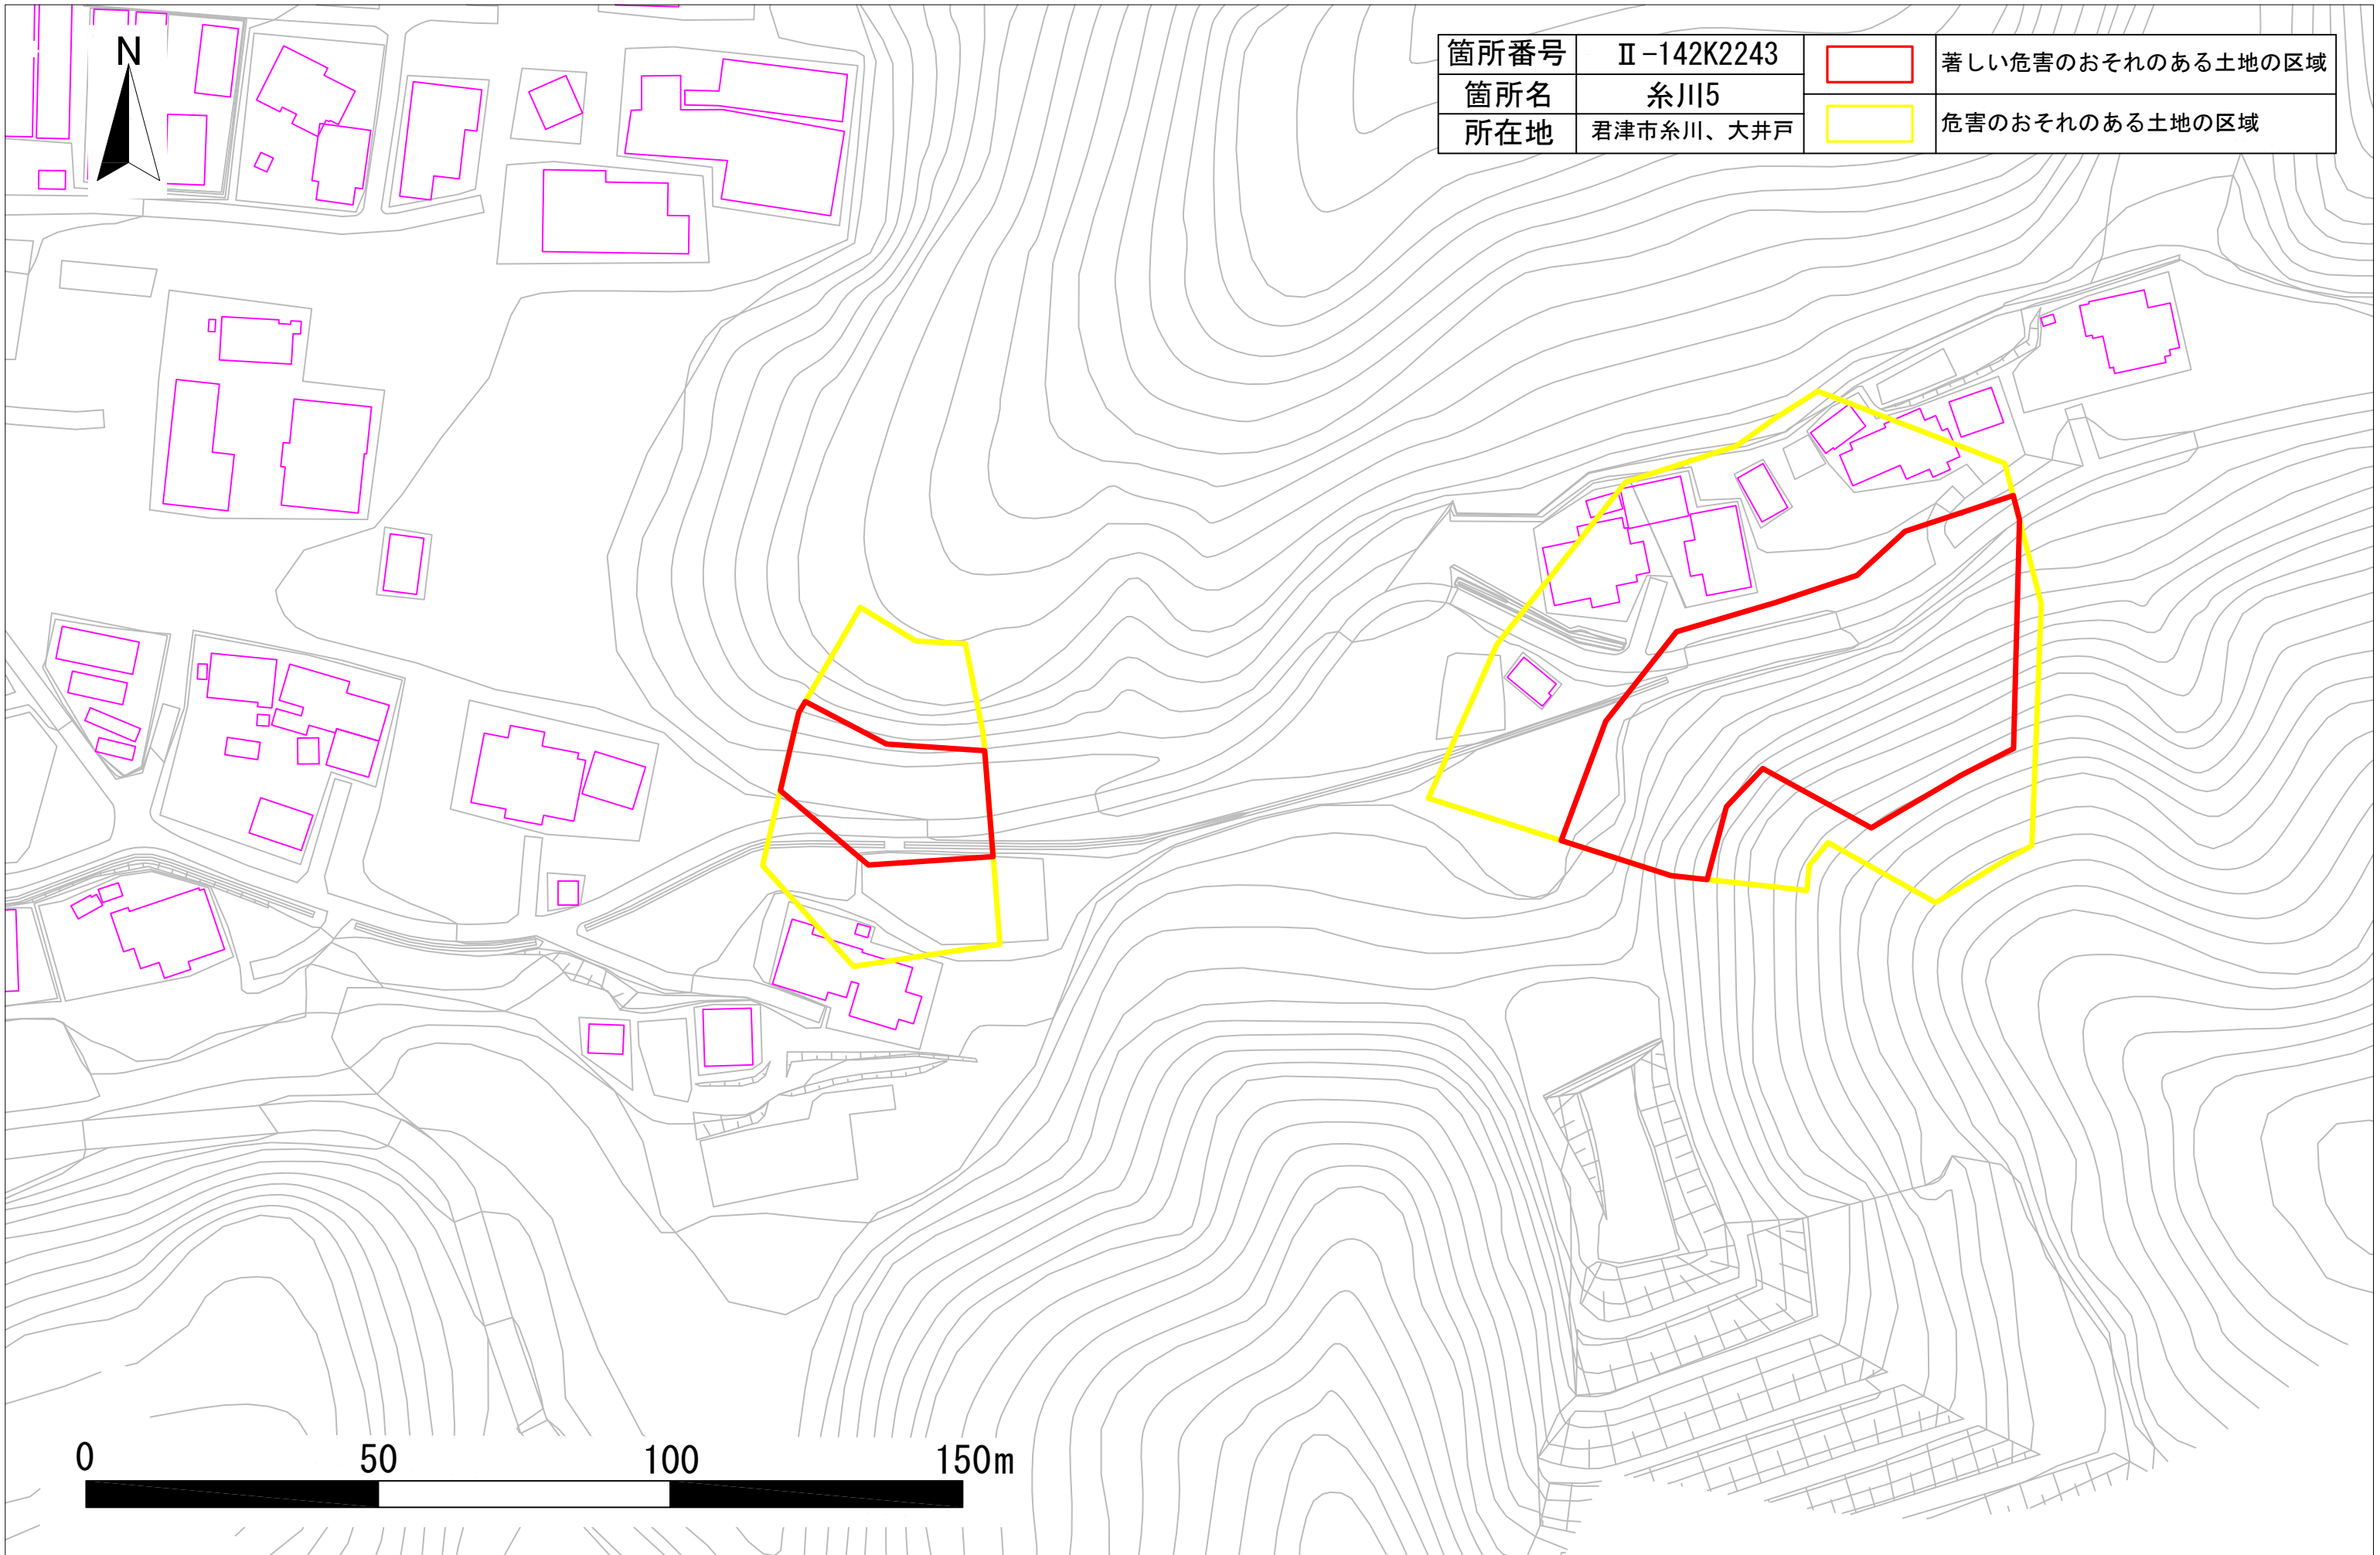 N
箇所番号 Ⅱ-142K2243
箇所名 糸川5
所在地 君津市糸川、大井戸
著しい危害のおそれのある土地の区域
危害のおそれのある土地の区域
0 50 100 150m